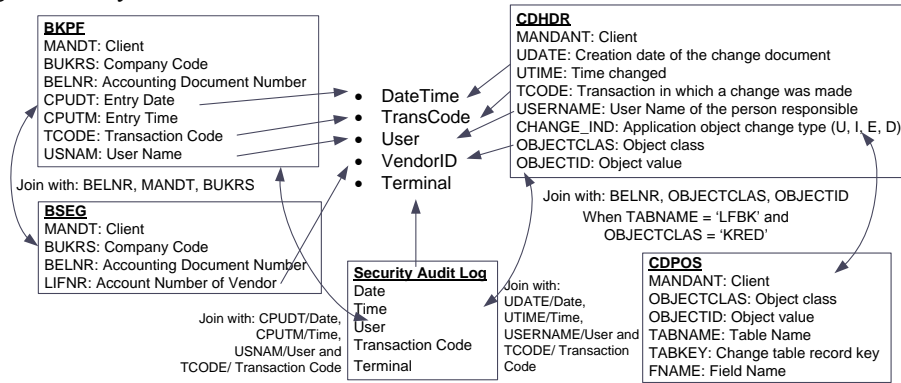 BKPF
MANDT: Client
BUKRS: Company Code
BELNR: Accounting Document Number
CPUDT: Entry Date
CPUTM: Entry Time
TCODE: Transaction Code
USNAM: User Name
Join with: BELNR, MANDT, BUKRS
BSEG
MANDT: Client
BUKRS: Company Code
BELNR: Accounting Document Number
LIFNR: Account Number of Vendor
• DateTime
• TransCode
• User
• VendorID
• Terminal
CDHDR
MANDANT: Client
UDATE: Creation date of the change document
UTIME: Time changed
TCODE: Transaction in which a change was made
USERNAME: User Name of the person responsible
CHANGE_IND: Application object change type (U, I, E, D)
OBJECTCLAS: Object class
OBJECTID: Object value
Join with: BELNR, OBJECTCLAS, OBJECTID
When TABNAME = ‘LFBK’ and
OBJECTCLAS = ‘KRED’
CDPOS
MANDANT: Client
OBJECTCLAS: Object class
OBJECTID: Object value
TABNAME: Table Name
TABKEY: Change table record key
FNAME: Field Name
Join with: CPUDT/Date,
CPUTM/Time,
USNAM/User and
TCODE/ Transaction Code
Security Audit Log
Date
Time
User
Transaction Code
Terminal
Join with:
UDATE/Date,
UTIME/Time,
USERNAME/User and
TCODE/ Transaction
Code